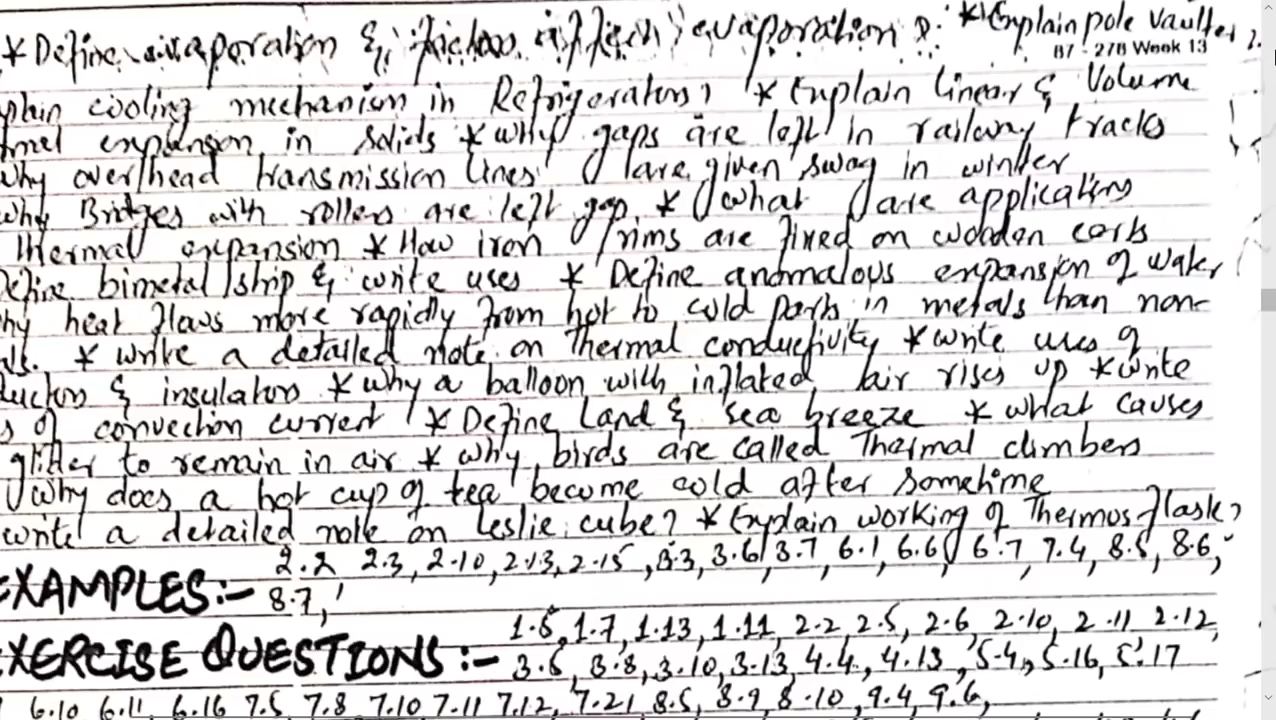 * Define evaporation & factors affect evaporation ? * Explain pole vaulter ?
B7 - 27B Week 13
plain cooling mechanism in Refrigerators? * Explain linear & Volume
rmal expansion in solids * why gaps are left in railway tracks
why overhead transmission lines are given swag in winter
why Bridges with rollers are left gap * what are applications
Thermal expansion * How iron rims are fixed on wooden carts
Define bimetal strip & write uses * Define anomalous expansion of water
hy heat flows more rapidly from hot to cold parts in metals than non-
als. * write a detailed note on Thermal conductivity * write uses of
ductors & insulators * why a balloon with inflated air rises up * write
s of convection current * Define Land & sea breeze * what causes
glider to remain in air * why birds are called Thermal climbers
why does a hot cup of tea become cold after sometime
write a detailed note on Leslie cube? * Explain working of Thermos flask?
2.2 2.3, 2.10, 2.13, 2.15, 3.3, 3.6, 3.7 6.1, 6.6, 6.7, 7.4, 8.5, 8.6,
EXAMPLES:- 8.7,
1.6, 1.7, 1.13, 1.11, 2.2, 2.5, 2.6, 2.10, 2.11 2.12,
EXERCISE QUESTIONS:- 3.6, 3.8, 3.10, 3.13, 4.4, 4.13, 5.4, 5.16, 5.17
6.10 6.11, 6.16 7.5, 7.8 7.10 7.11 7.12, 7.21, 8.5, 8.9, 8.10, 9.4, 9.6,